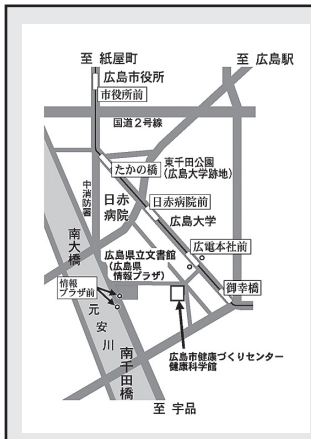 至 紙屋町
至 広島駅
広島市役所
市役所前
国道2号線
たかの橋
東千田公園
(広島大学跡地)
中消防署
日赤
病院
日赤病院前
広島大学
南大橋
広島県立文書館
(広島県
情報プラザ)
広電本社前
情報
プラザ前
御幸橋
元安川
南千田橋
広島市健康づくりセンター
健康科学館
至 宇品